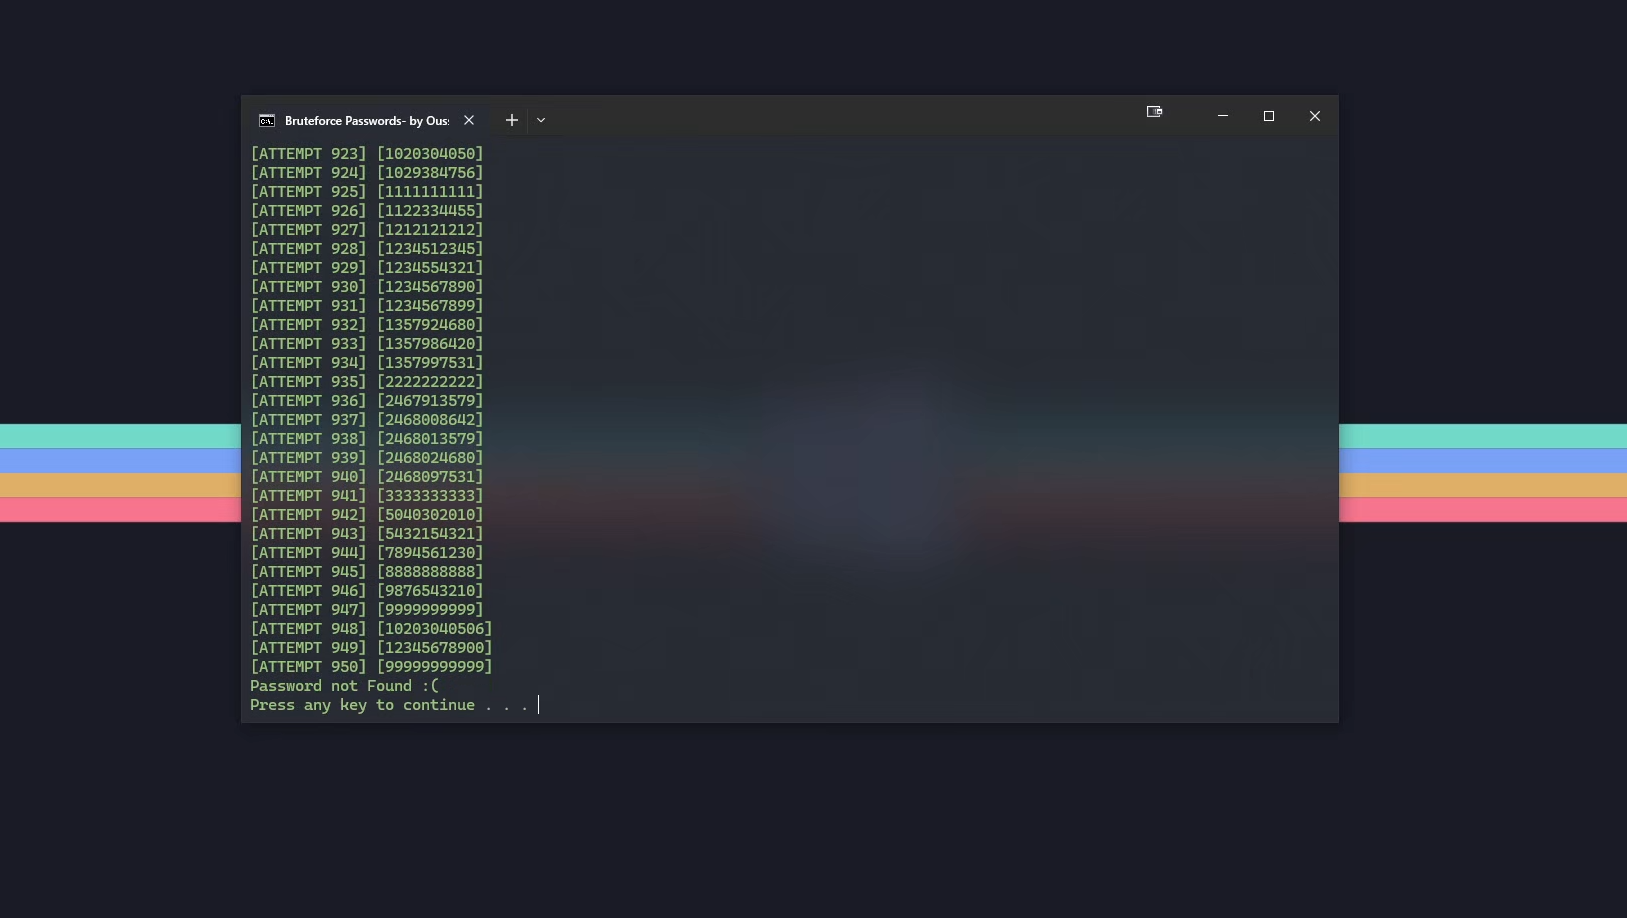 Bruteforce Passwords- by Ous
[ATTEMPT 923] [1020304050]
[ATTEMPT 924] [1029384756]
[ATTEMPT 925] [1111111111]
[ATTEMPT 926] [1122334455]
[ATTEMPT 927] [1212121212]
[ATTEMPT 928] [1234512345]
[ATTEMPT 929] [1234554321]
[ATTEMPT 930] [1234567890]
[ATTEMPT 931] [1234567899]
[ATTEMPT 932] [1357924680]
[ATTEMPT 933] [1357986420]
[ATTEMPT 934] [1357997531]
[ATTEMPT 935] [2222222222]
[ATTEMPT 936] [2467913579]
[ATTEMPT 937] [2468008642]
[ATTEMPT 938] [2468013579]
[ATTEMPT 939] [2468024680]
[ATTEMPT 940] [2468097531]
[ATTEMPT 941] [3333333333]
[ATTEMPT 942] [5040302010]
[ATTEMPT 943] [5432154321]
[ATTEMPT 944] [7894561230]
[ATTEMPT 945] [8888888888]
[ATTEMPT 946] [9876543210]
[ATTEMPT 947] [9999999999]
[ATTEMPT 948] [10203040506]
[ATTEMPT 949] [12345678900]
[ATTEMPT 950] [99999999999]
Password not Found :(
Press any key to continue . . .